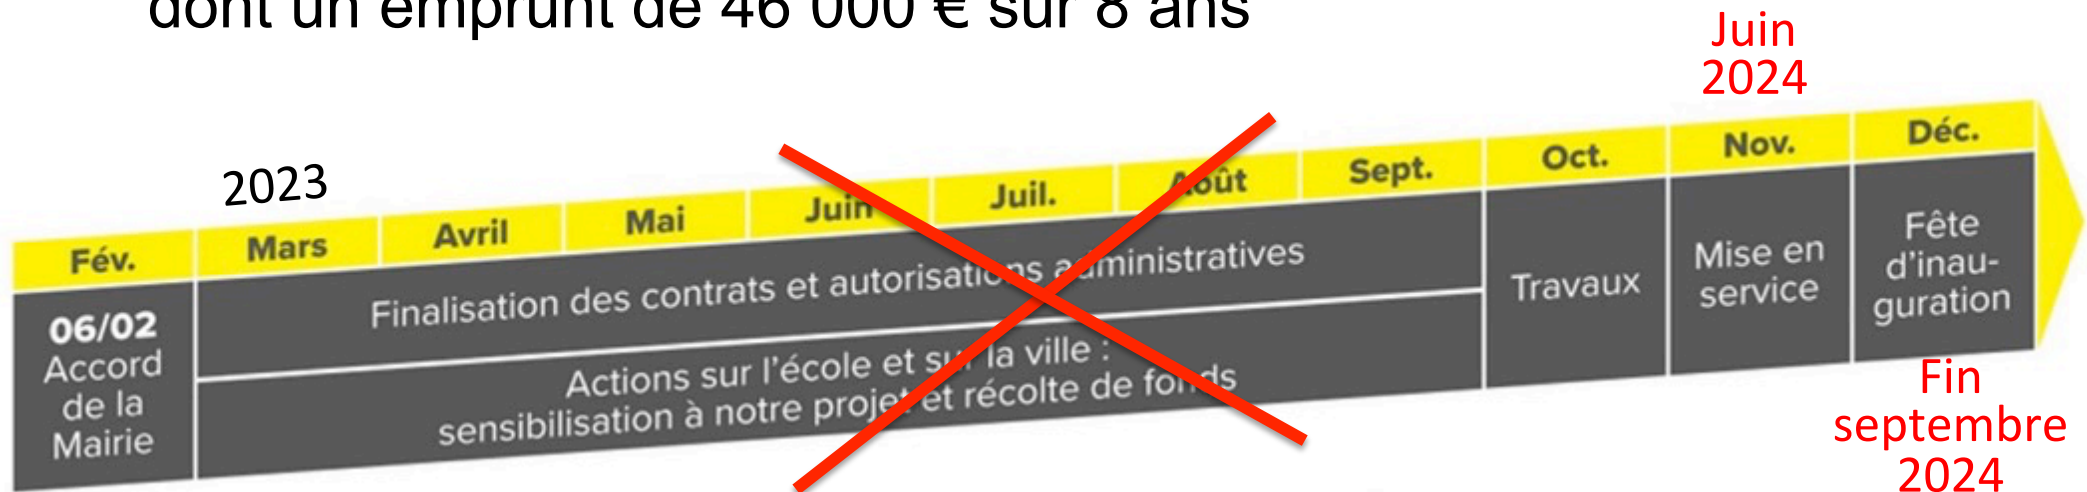 dont un emprunt de 46 000 € sur 8 ans
Juin
2024
2023
Fév.
Mars
Avril
Mai
Juin
Juil.
Août
Sept.
Oct.
Nov.
Déc.
06/02
Accord
de la
Mairie
Finalisation des contrats et autorisations administratives
Actions sur l'école et sur la ville :
sensibilisation à notre projet et récolte de fonds
Travaux
Mise en
service
Fête
d'inau-
guration
Fin
septembre
2024